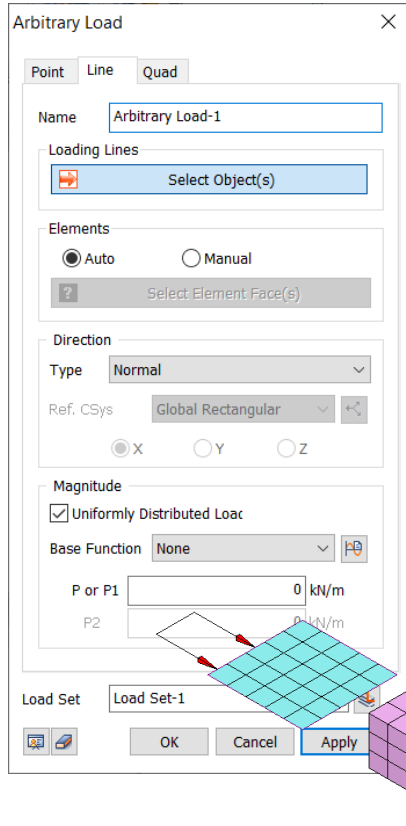 Arbitrary Load
Point Line Quad
Name Arbitrary Load-1
Loading Lines
Select Object(s)
Elements
Auto Manual
? Select Element Face(s)
Direction
Type Normal
Ref. CSys Global Rectangular
X Y Z
Magnitude
Uniformly Distributed Loac
Base Function None
P or P1 0 kN/m
P2 0 kN/m
Load Set Load Set-1
OK Cancel Apply